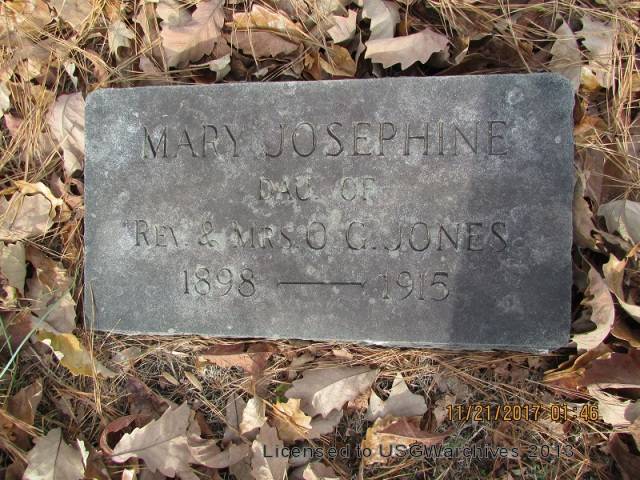 MARY JOSEPHINE
DAU. OF
REV. & MRS. O. G. JONES
1898 — 1915
11/21/2017 01:46
Licensed to USGWarchives 2013